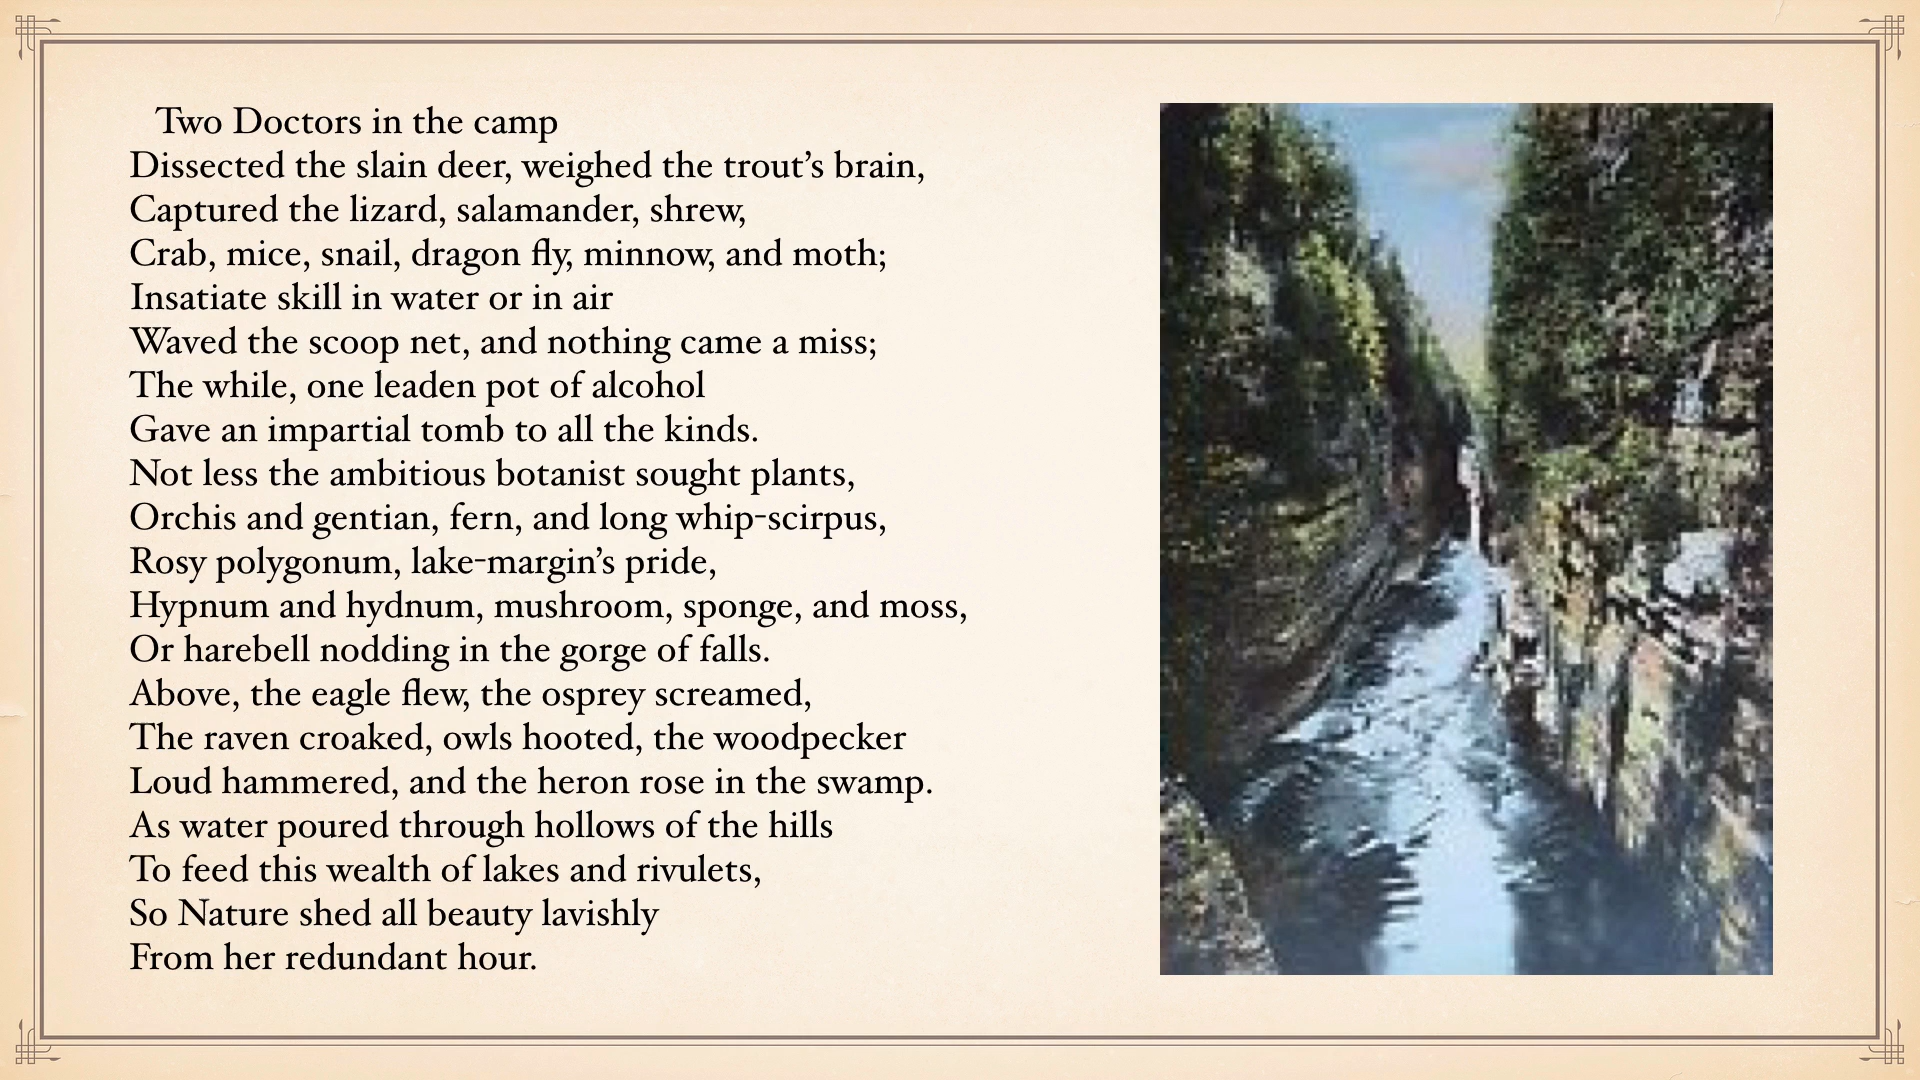 Two Doctors in the camp
Dissected the slain deer, weighed the trout’s brain,
Captured the lizard, salamander, shrew,
Crab, mice, snail, dragon fly, minnow, and moth;
Insatiate skill in water or in air
Waved the scoop net, and nothing came a miss;
The while, one leaden pot of alcohol
Gave an impartial tomb to all the kinds.
Not less the ambitious botanist sought plants,
Orchis and gentian, fern, and long whip-scirpus,
Rosy polygonum, lake-margin’s pride,
Hypnum and hydnum, mushroom, sponge, and moss,
Or harebell nodding in the gorge of falls.
Above, the eagle flew, the osprey screamed,
The raven croaked, owls hooted, the woodpecker
Loud hammered, and the heron rose in the swamp.
As water poured through hollows of the hills
To feed this wealth of lakes and rivulets,
So Nature shed all beauty lavishly
From her redundant hour.